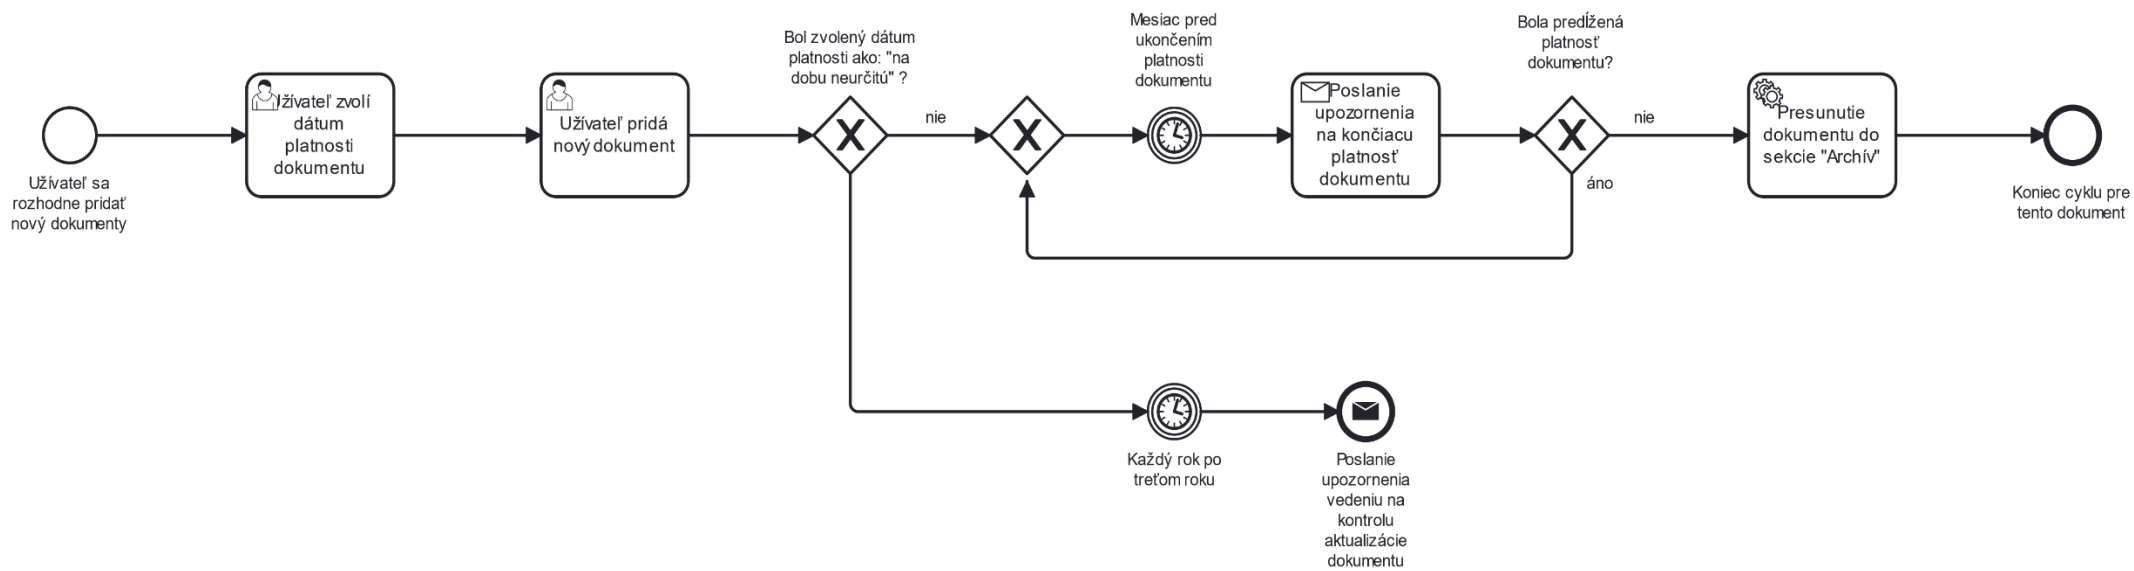 Užívateľ sa
rozhodne pridať
nový dokumenty
Užívateľ zvolí
dátum
platnosti
dokumentu
Užívateľ pridá
nový dokument
Bol zvolený dátum
platnosti ako: "na
dobu neurčitú" ?
nie
Mesiac pred
ukončením
platnosti
dokumentu
Poslanie
upozornenia
na končiacu
platnosť
dokumentu
Bola predĺžená
platnosť
dokumentu?
nie
áno
Presunutie
dokumentu do
sekcie "Archív"
Koniec cyklu pre
tento dokument
Každý rok po
treťom roku
Poslanie
upozornenia
vedeniu na
kontrolu
aktualizácie
dokumentu